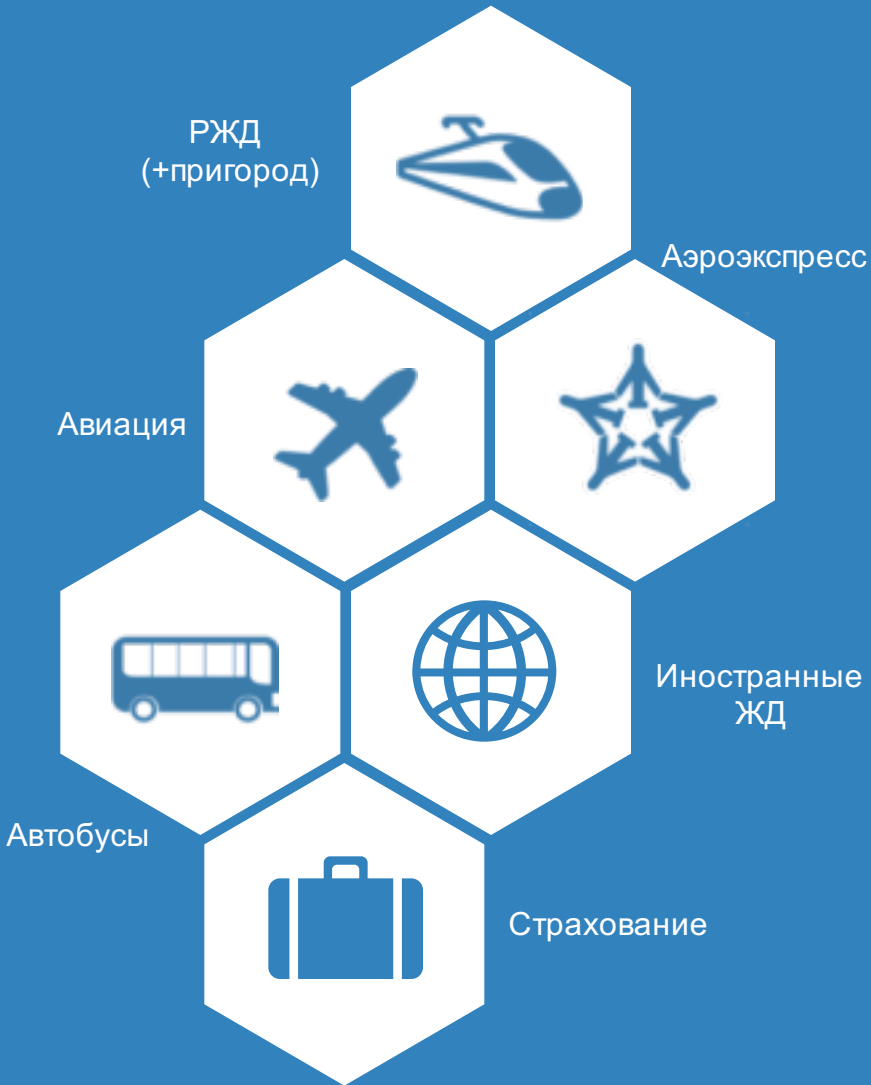 РЖД
(+пригород)
Аэроэкспресс
Авиация
Иностранные
ЖД
Автобусы
Страхование